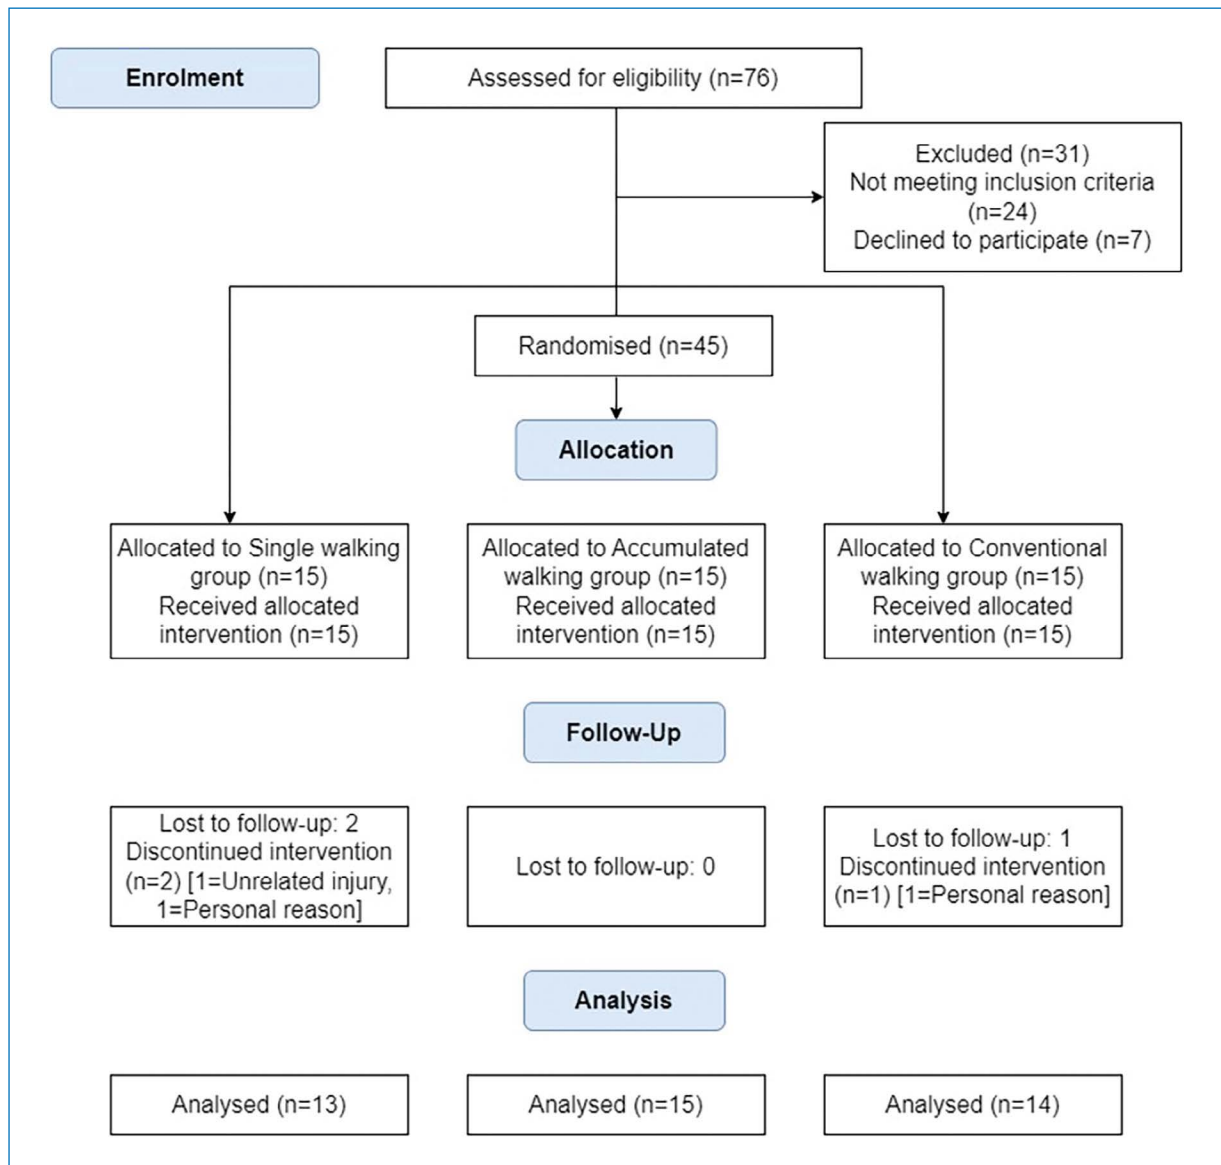 Enrolment
Assessed for eligibility (n=76)
Excluded (n=31)
Not meeting inclusion criteria
(n=24)
Declined to participate (n=7)
Randomised (n=45)
Allocation
Allocated to Single walking
group (n=15)
Received allocated
intervention (n=15)
Allocated to Accumulated
walking group (n=15)
Received allocated
intervention (n=15)
Allocated to Conventional
walking group (n=15)
Received allocated
intervention (n=15)
Follow-Up
Lost to follow-up: 2
Discontinued intervention
(n=2) [1=Unrelated injury,
1=Personal reason]
Lost to follow-up: 0
Lost to follow-up: 1
Discontinued intervention
(n=1) [1=Personal reason]
Analysis
Analysed (n=13)
Analysed (n=15)
Analysed (n=14)